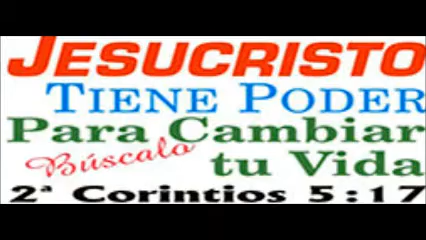 JESUCRISTO
TIENE PODER
Para Cambiar
Búscalo tu Vida
2ª Corintios 5:17